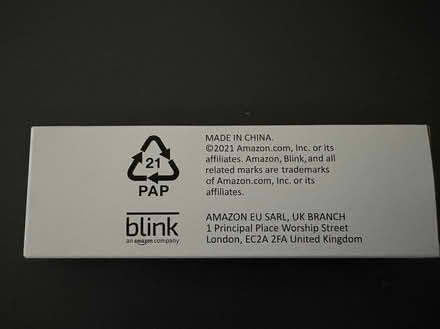 21
PAP
MADE IN CHINA.
©2021 Amazon.com, Inc. or its
affiliates. Amazon, Blink, and all
related marks are trademarks
of Amazon.com, Inc. or its
affiliates.
blink
an amazon company
AMAZON EU SARL, UK BRANCH
1 Principal Place Worship Street
London, EC2A 2FA United Kingdom